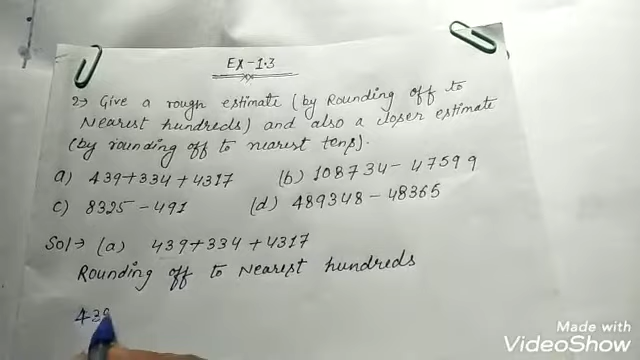 EX-1.3
2→ Give a rough estimate (by Rounding off to
Nearest hundreds) and also a closer estimate
(by rounding off to nearest tens).
a) 439+334+4317 (b) 108734-47599
c) 8325-491 (d) 489348-48365
Sol→ (a) 439+334+4317
Rounding off to Nearest hundreds
439
Made with
VideoShow